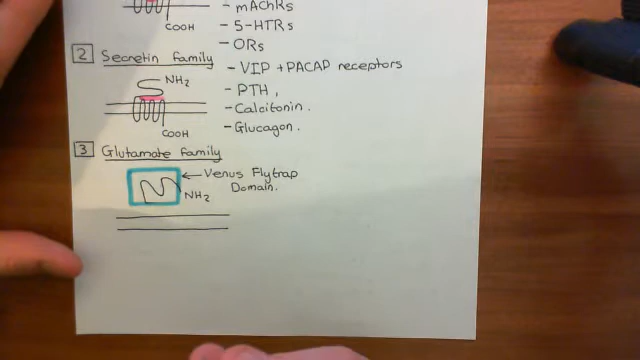 - mAChRs
COOH
- 5-HTRs
- ORs
2 Secretin family
- VIP + PACAP receptors
NH2
- PTH,
- Calcitonin.
- Glucagon.
COOH
3 Glutamate family
Venus Flytrap
Domain.
NH2